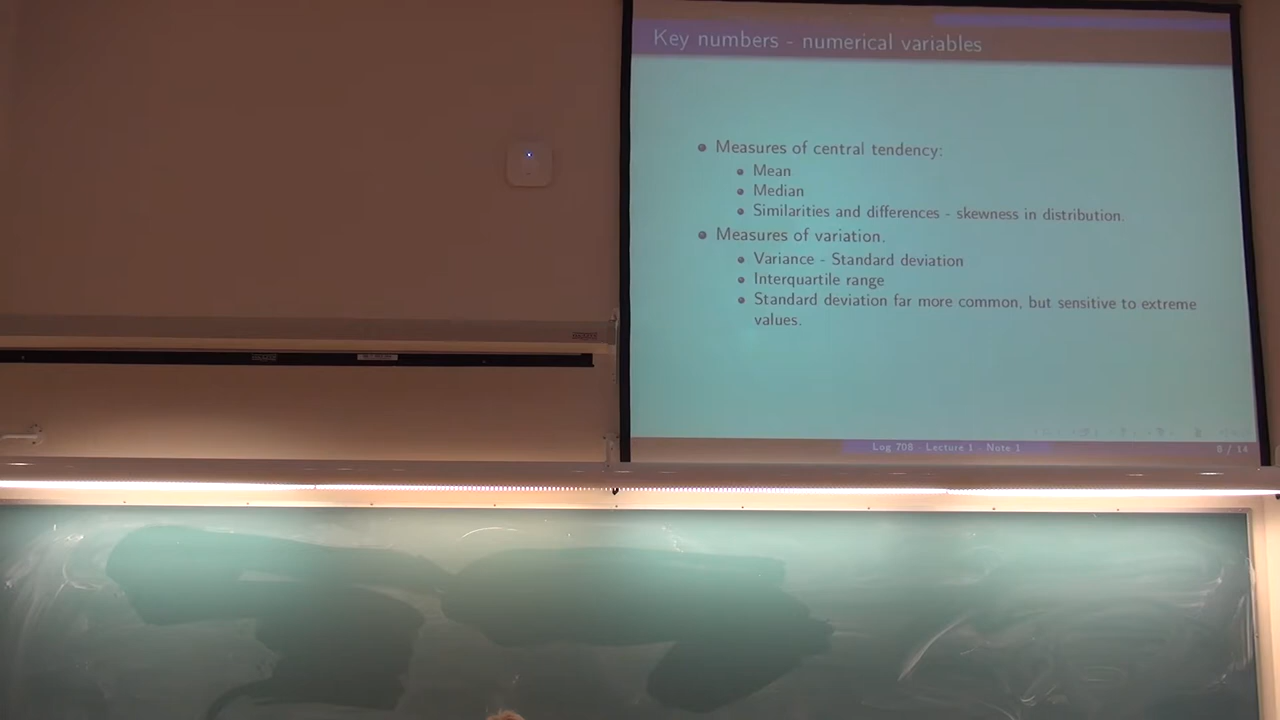 Key numbers - numerical variables
Measures of central tendency:
Mean
Median
Similarities and differences - skewness in distribution.
Measures of variation.
Variance - Standard deviation
Interquartile range
Standard deviation far more common, but sensitive to extreme
values.
Log 708 - Lecture 1 - Note 1
8 / 14